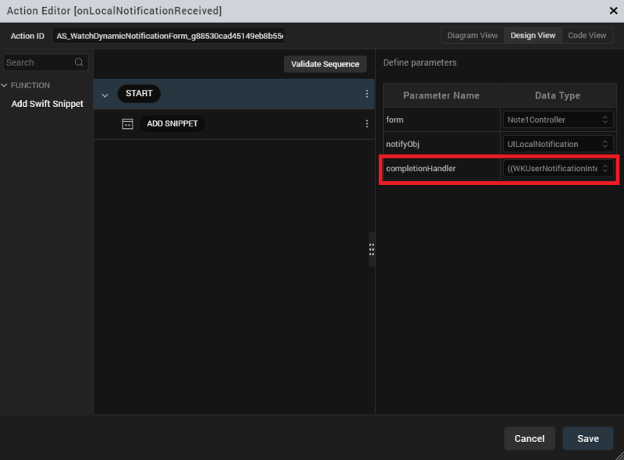 Action Editor [onLocalNotificationReceived]
Action ID AS_WatchDynamicNotificationForm_g88530cad45149eb8b55 Diagram View Design View Code View
Search
Validate Sequence
Define parameters
FUNCTION
Add Swift Snippet
START
ADD SNIPPET
Parameter Name Data Type
form Note1Controller
notifyObj UILocalNotification
completionHandler ((WKUserNotificationInte
Cancel Save